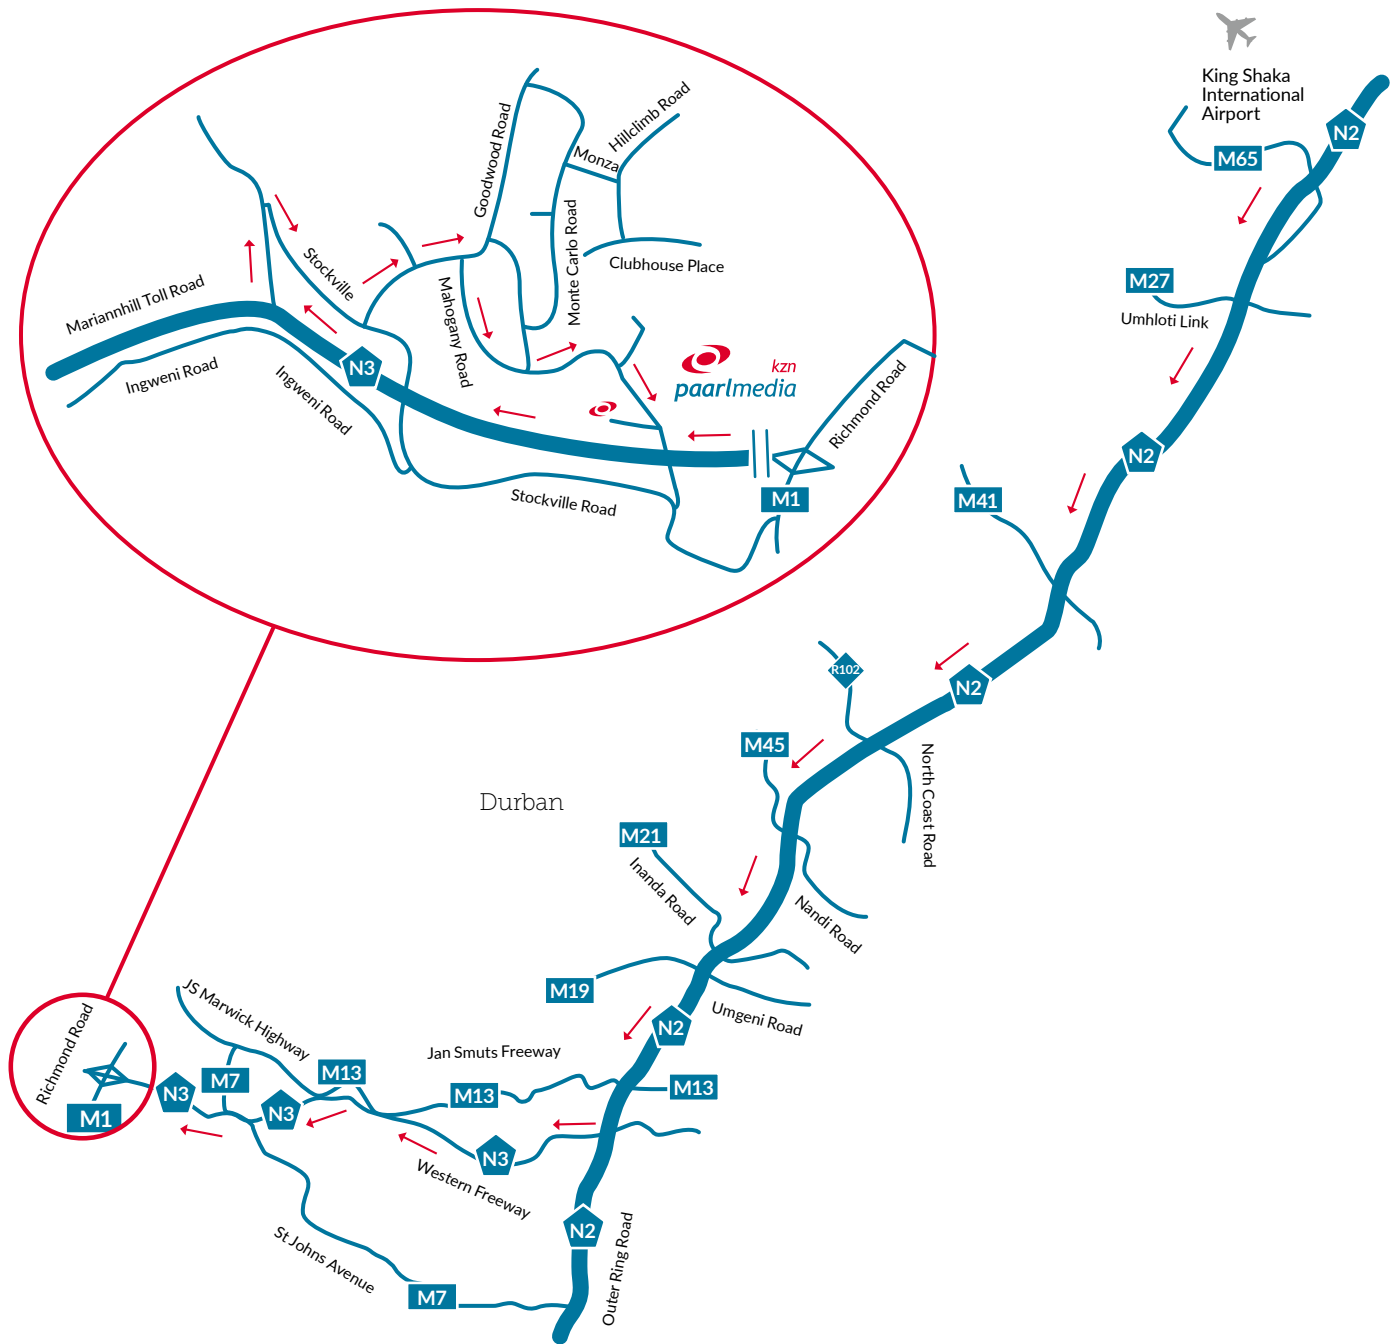 King Shaka
International
Airport
N2
M65
M27
Umhloti Link
N2
M41
N2
R102
North Coast Road
M45
Nandi Road
Durban
M21
Inanda Road
M19
Umgeni Road
N2
Jan Smuts Freeway
M13
M13
M13
JS Marwick Highway
M7
N3
N3
N3
Western Freeway
Richmond Road
M1
St Johns Avenue
M7
N2
Outer Ring Road
Goodwood Road
Hillclimb Road
Monza
Monte Carlo Road
Clubhouse Place
Stockville
Mahogany Road
Mariannhill Toll Road
Ingweni Road
Ingweni Road
N3
kzn
paarlmedia
Richmond Road
M1
Stockville Road